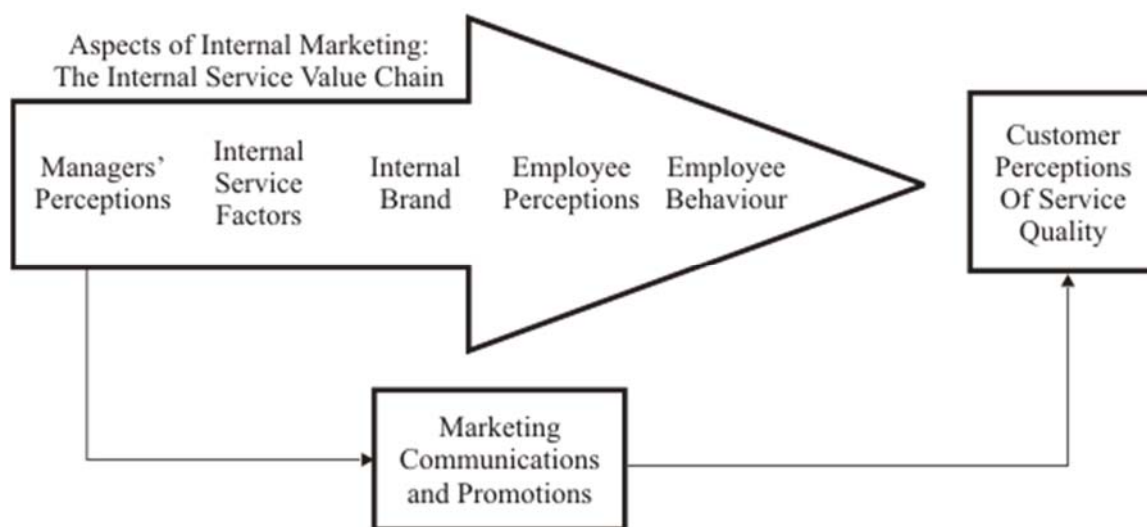 Aspects of Internal Marketing:
The Internal Service Value Chain
Managers’
Perceptions
Internal
Service
Factors
Internal
Brand
Employee
Perceptions
Employee
Behaviour
Customer
Perceptions
Of Service
Quality
Marketing
Communications
and Promotions